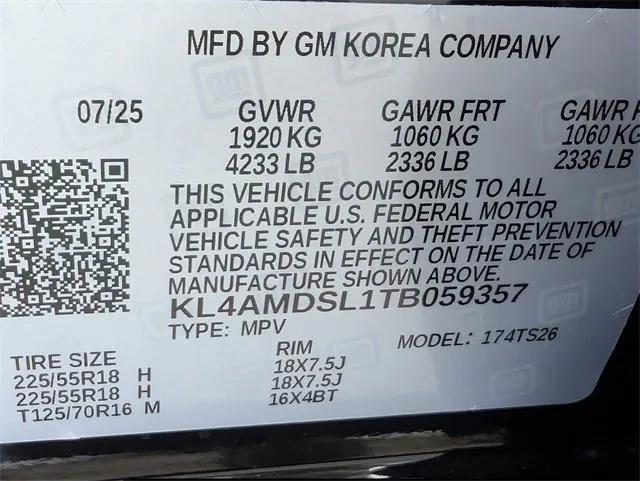 MFD BY GM KOREA COMPANY
07/25 GVWR GAWR FRT GAWR
1920 KG 1060 KG 1060 KG
4233 LB 2336 LB 2336 LB
THIS VEHICLE CONFORMS TO ALL
APPLICABLE U.S. FEDERAL MOTOR
VEHICLE SAFETY AND THEFT PREVENTION
STANDARDS IN EFFECT ON THE DATE OF
MANUFACTURE SHOWN ABOVE.
KL4AMDSL1TB059357
TYPE: MPV MODEL: 174TS26
TIRE SIZE RIM
225/55R18 H 18X7.5J
225/55R18 H 18X7.5J
T125/70R16 M 16X4BT